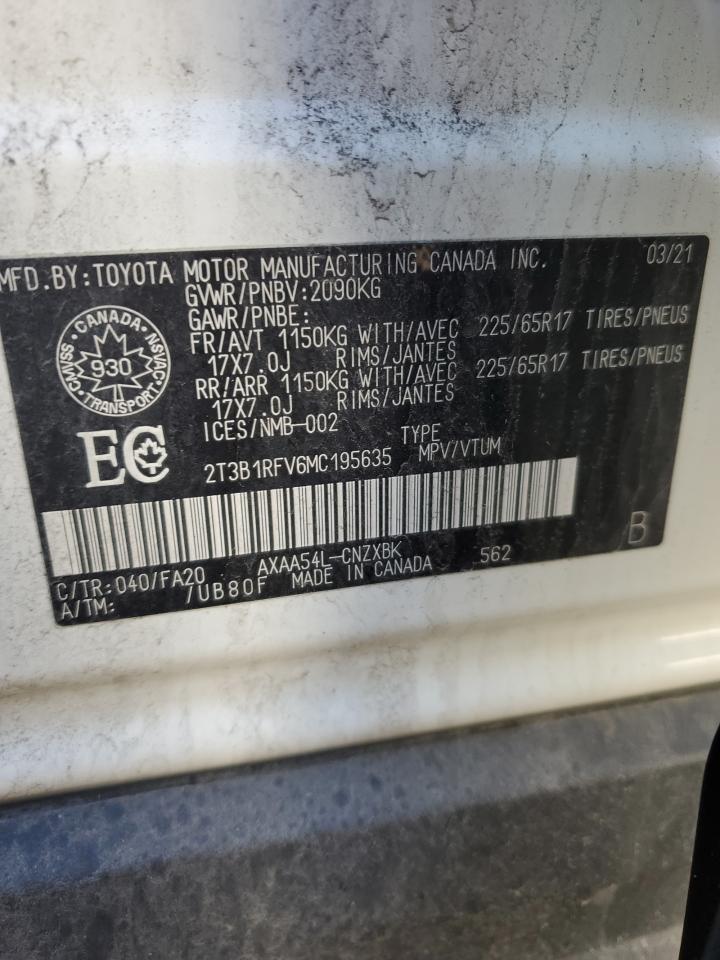 MFD.BY:TOYOTA MOTOR MANUFACTURING CANADA INC. 03/21
GVWR/PNBV:2090KG
GAWR/PNBE:
FR/AVT 1150KG WITH/AVEC 225/65R17 TIRES/PNEUS
17X7.0J RIMS/JANTES
RR/ARR 1150KG WITH/AVEC 225/65R17 TIRES/PNEUS
17X7.0J RIMS/JANTES
ICES/NMB-002
CANADA
NSVAC
930
TRANSPORT
CMVSS
EC
2T3B1RFV6MC195635
TYPE
MPV/VTUM
B
C/TR:040/FA20 AXAA54L-CNZXBK 562
A/TM: /UB80F MADE IN CANADA